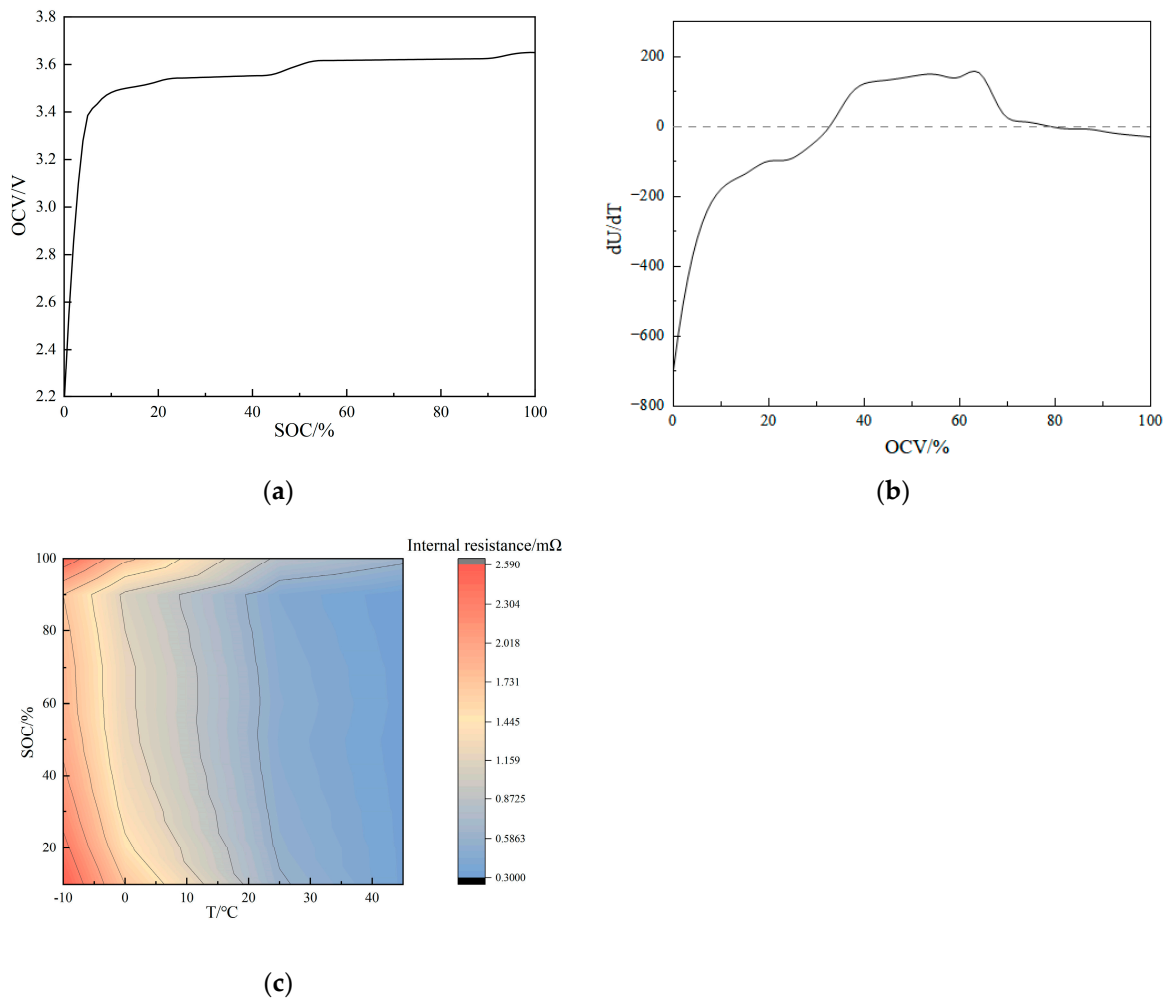 3.8
3.6
3.4
3.2
3.0
2.8
2.6
2.4
2.2
OCV/V
0 20 40 60 80 100
SOC/%
(a)
200
0
−200
−400
−600
−800
dU/dT
0 20 40 60 80 100
OCV/%
(b)
Internal resistance/mΩ
100
80
60
40
20
SOC/%
-10 0 10 20 30 40
T/°C
2.590
2.304
2.018
1.731
1.445
1.159
0.8725
0.5863
0.3000
(c)